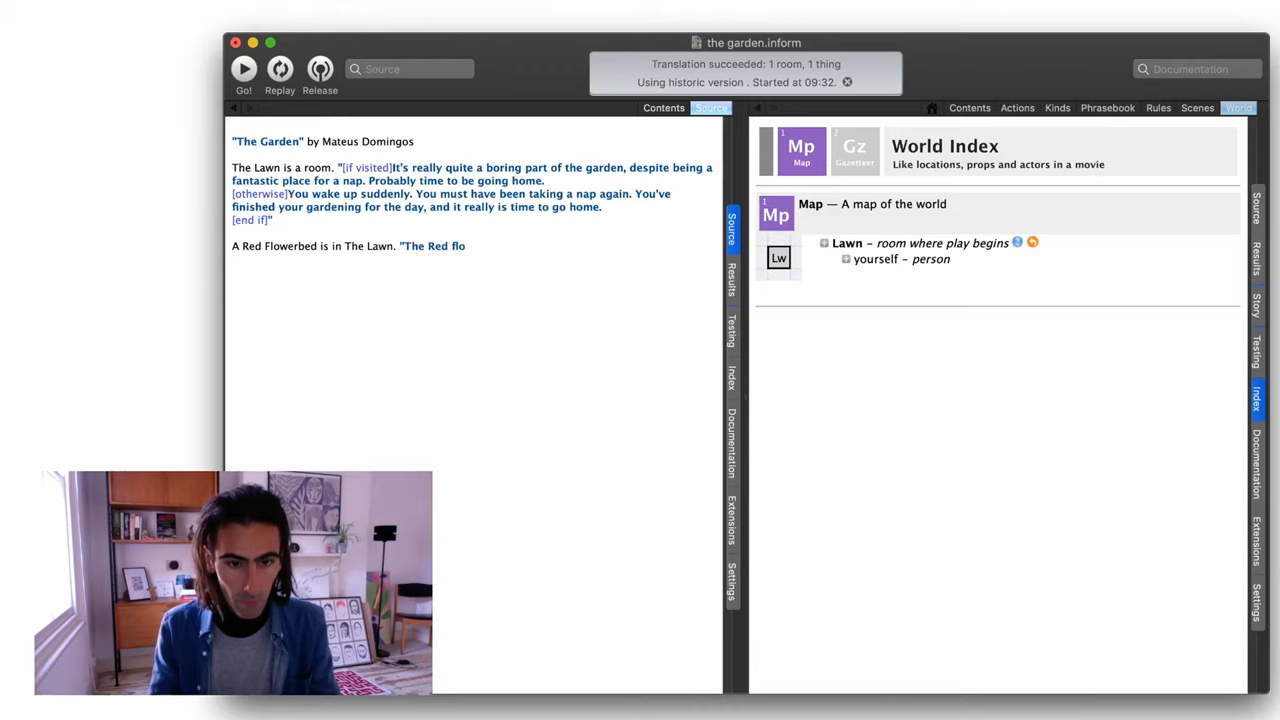 the garden.inform
Translation succeeded: 1 room, 1 thing
Using historic version . Started at 09:32.
Source
Documentation
Go!
Replay
Release
Contents
Source
Contents
Actions
Kinds
Phrasebook
Rules
Scenes
World
"The Garden" by Mateus Domingos
The Lawn is a room. "[if visited]It's really quite a boring part of the garden, despite being a
fantastic place for a nap. Probably time to be going home.
[otherwise]You wake up suddenly. You must have been taking a nap again. You've
finished your gardening for the day, and it really is time to go home.
[end if]"
A Red Flowerbed is in The Lawn. "The Red flo
Source
Results
Testing
Index
Documentation
Extensions
Settings
1
Mp
Map
2
Gz
Gazetteer
World Index
Like locations, props and actors in a movie
1
Mp
Map — A map of the world
Lw
Lawn – room where play begins
yourself – person
Source
Results
Story
Testing
Index
Documentation
Extensions
Settings